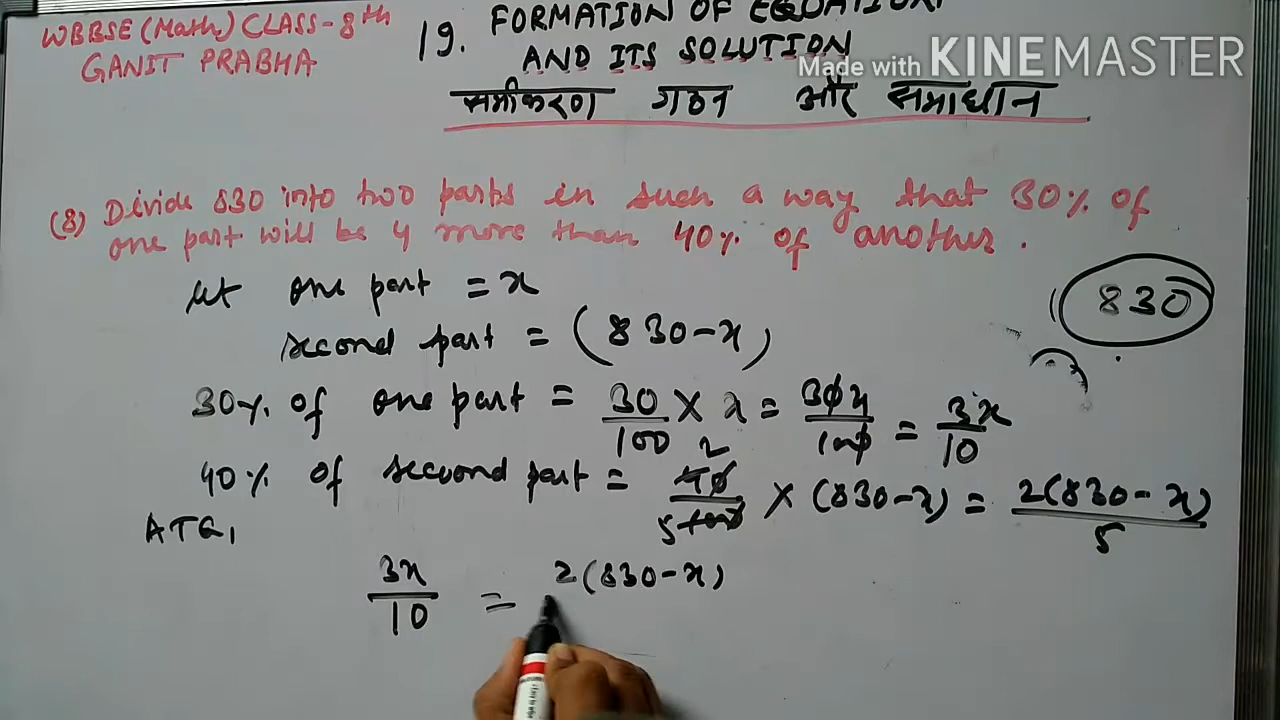 WBBSE (Math) CLASS-8th
GANIT PRABHA
19. FORMATION OF EQUATION
AND ITS SOLUTION
Made with KINEMASTER
समीकरण गठन और समाधान
(8) Divide 830 into two parts in such a way that 30% of
one part will be 4 more than 40% of another.
let one part = x
830
second part = (830-x)
30% of one part = 30/100 × x = 30x/100 = 3x/10
40% of second part = 2 40/5 100 × (830-x) = 2(830-x)/5
ATQ,
3x/10 = 2(830-x)